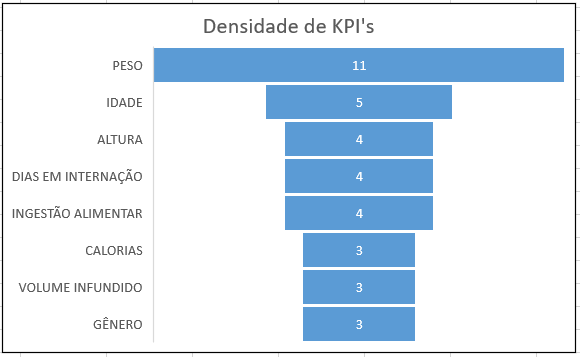 Densidade de KPI's
PESO 11
IDADE 5
ALTURA 4
DIAS EM INTERNAÇÃO 4
INGESTÃO ALIMENTAR 4
CALORIAS 3
VOLUME INFUNDIDO 3
GÊNERO 3